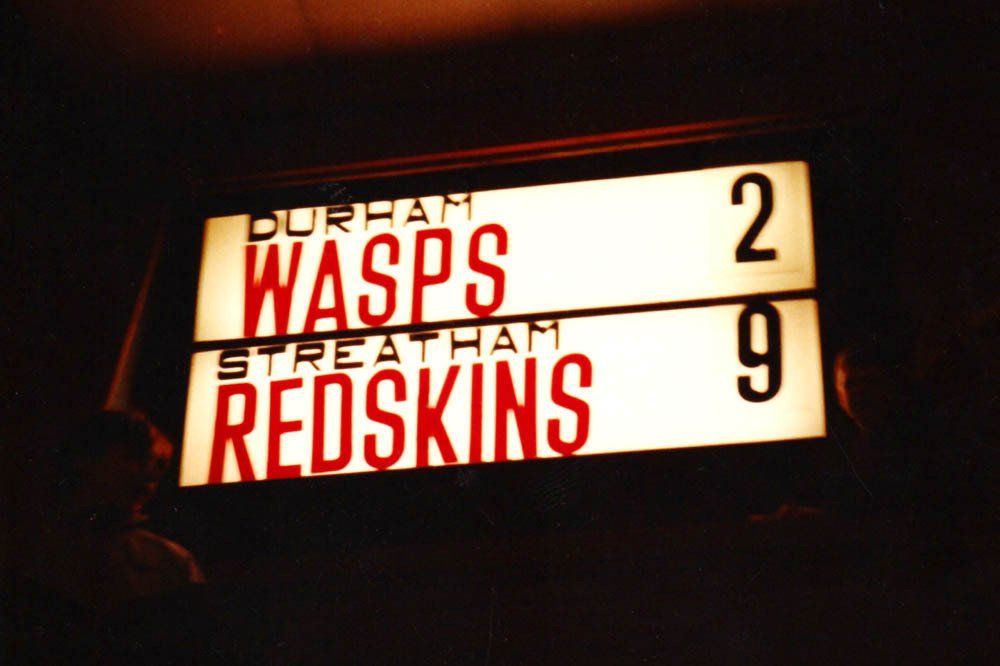 DURHAM
WASPS 2
STREATHAM
REDSKINS 9